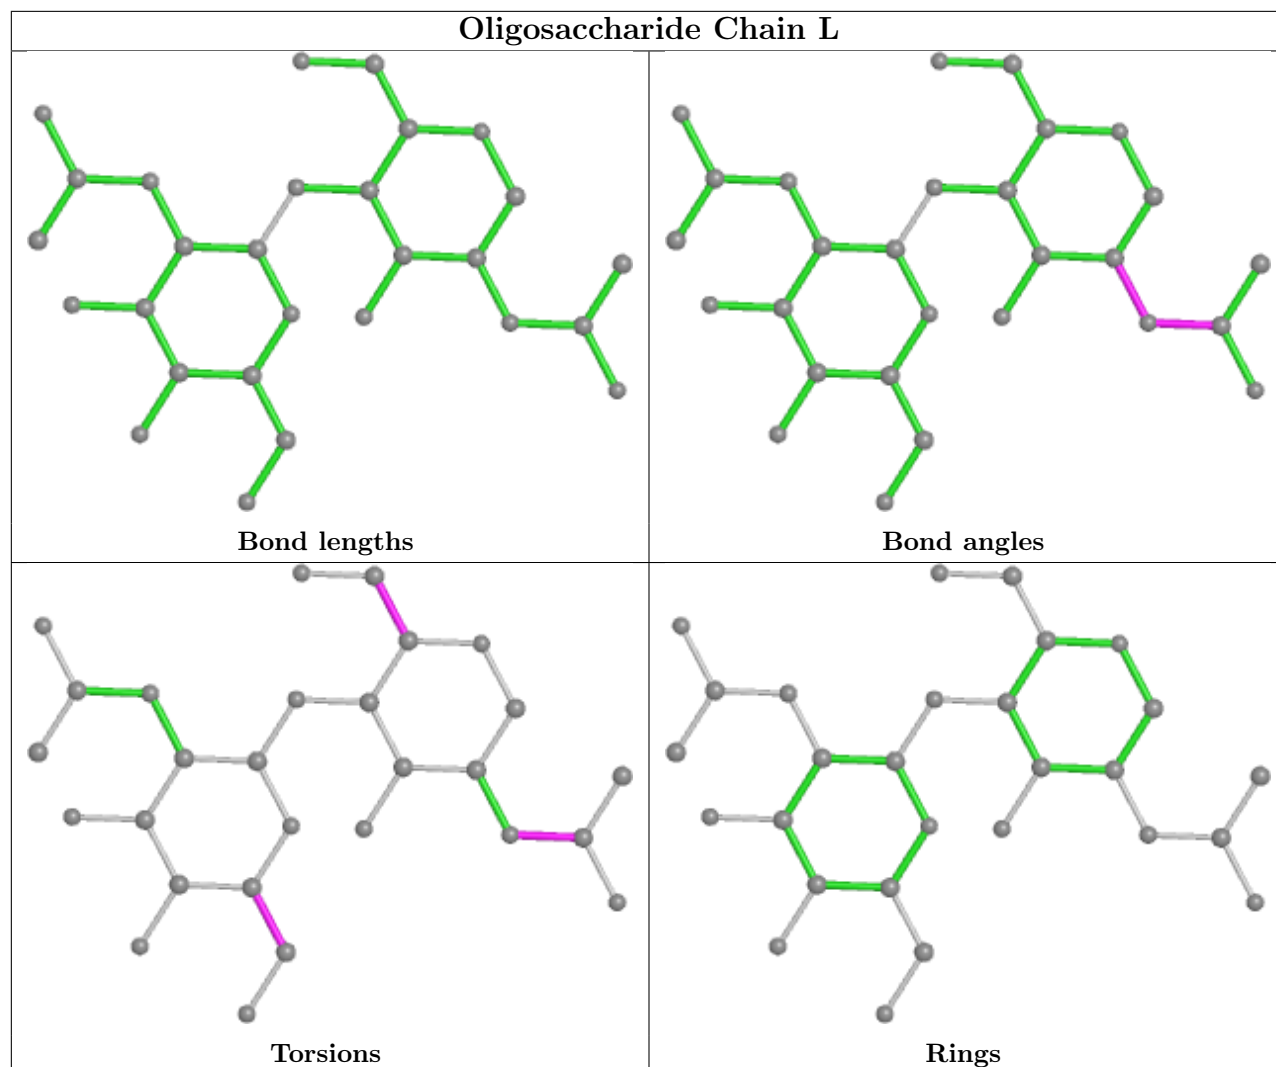 Oligosaccharide Chain L
Bond lengths
Bond angles
Torsions
Rings